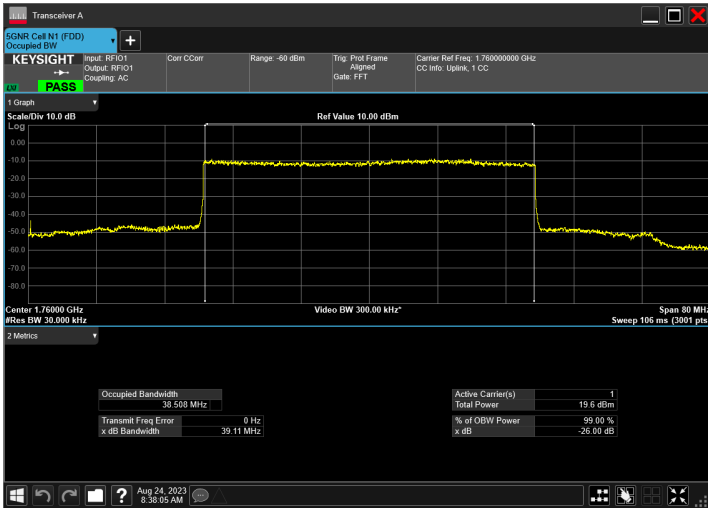 Transceiver A
5GNR Cell N1 (FDD)
Occupied BW
KEYSIGHT
PASS
Input: RFIO1
Output: RFIO1
Coupling: AC
Corr CCorr
Range: -60 dBm
Trig: Prot Frame
Aligned
Gate: FFT
Carrier Ref Freq: 1.760000000 GHz
CC Info: Uplink, 1 CC
1 Graph
Scale/Div 10.0 dB
Ref Value 10.00 dBm
Log
0.00
-10.0
-20.0
-30.0
-40.0
-50.0
-60.0
-70.0
-80.0
Center 1.76000 GHz
Video BW 300.00 kHz*
Span 80 MHz
#Res BW 30.000 kHz
Sweep 106 ms (3001 pts
2 Metrics
Occupied Bandwidth
38.508 MHz
Transmit Freq Error 0 Hz
x dB Bandwidth 39.11 MHz
Active Carrier(s) 1
Total Power 19.6 dBm
% of OBW Power 99.00 %
x dB -26.00 dB
?
Aug 24, 2023
8:38:05 AM